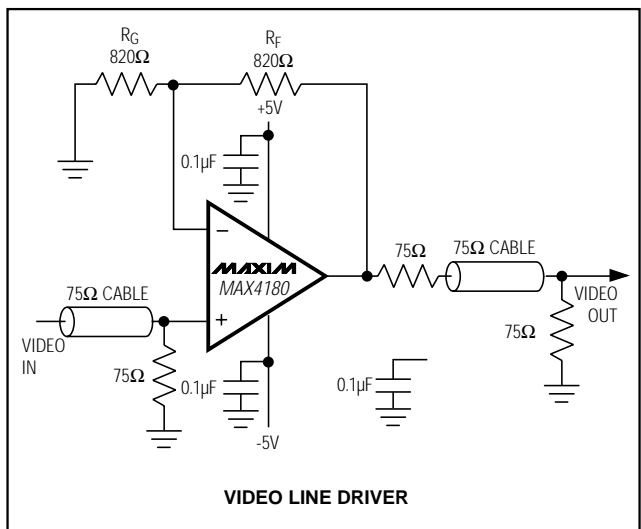 RG
820Ω
RF
820Ω
+5V
0.1µF
−
MAXIM
MAX4180
+
75Ω CABLE
VIDEO
IN
75Ω
0.1µF
-5V
0.1µF
75Ω
75Ω CABLE
VIDEO
OUT
75Ω
VIDEO LINE DRIVER